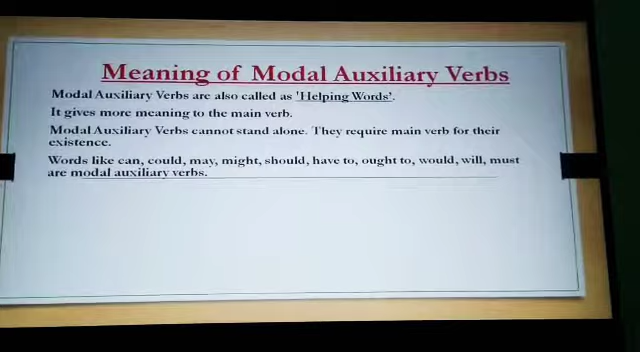 Meaning of Modal Auxiliary Verbs
Modal Auxiliary Verbs are also called as 'Helping Words'.
It gives more meaning to the main verb.
Modal Auxiliary Verbs cannot stand alone. They require main verb for their
existence.
Words like can, could, may, might, should, have to, ought to, would, will, must
are modal auxiliary verbs.